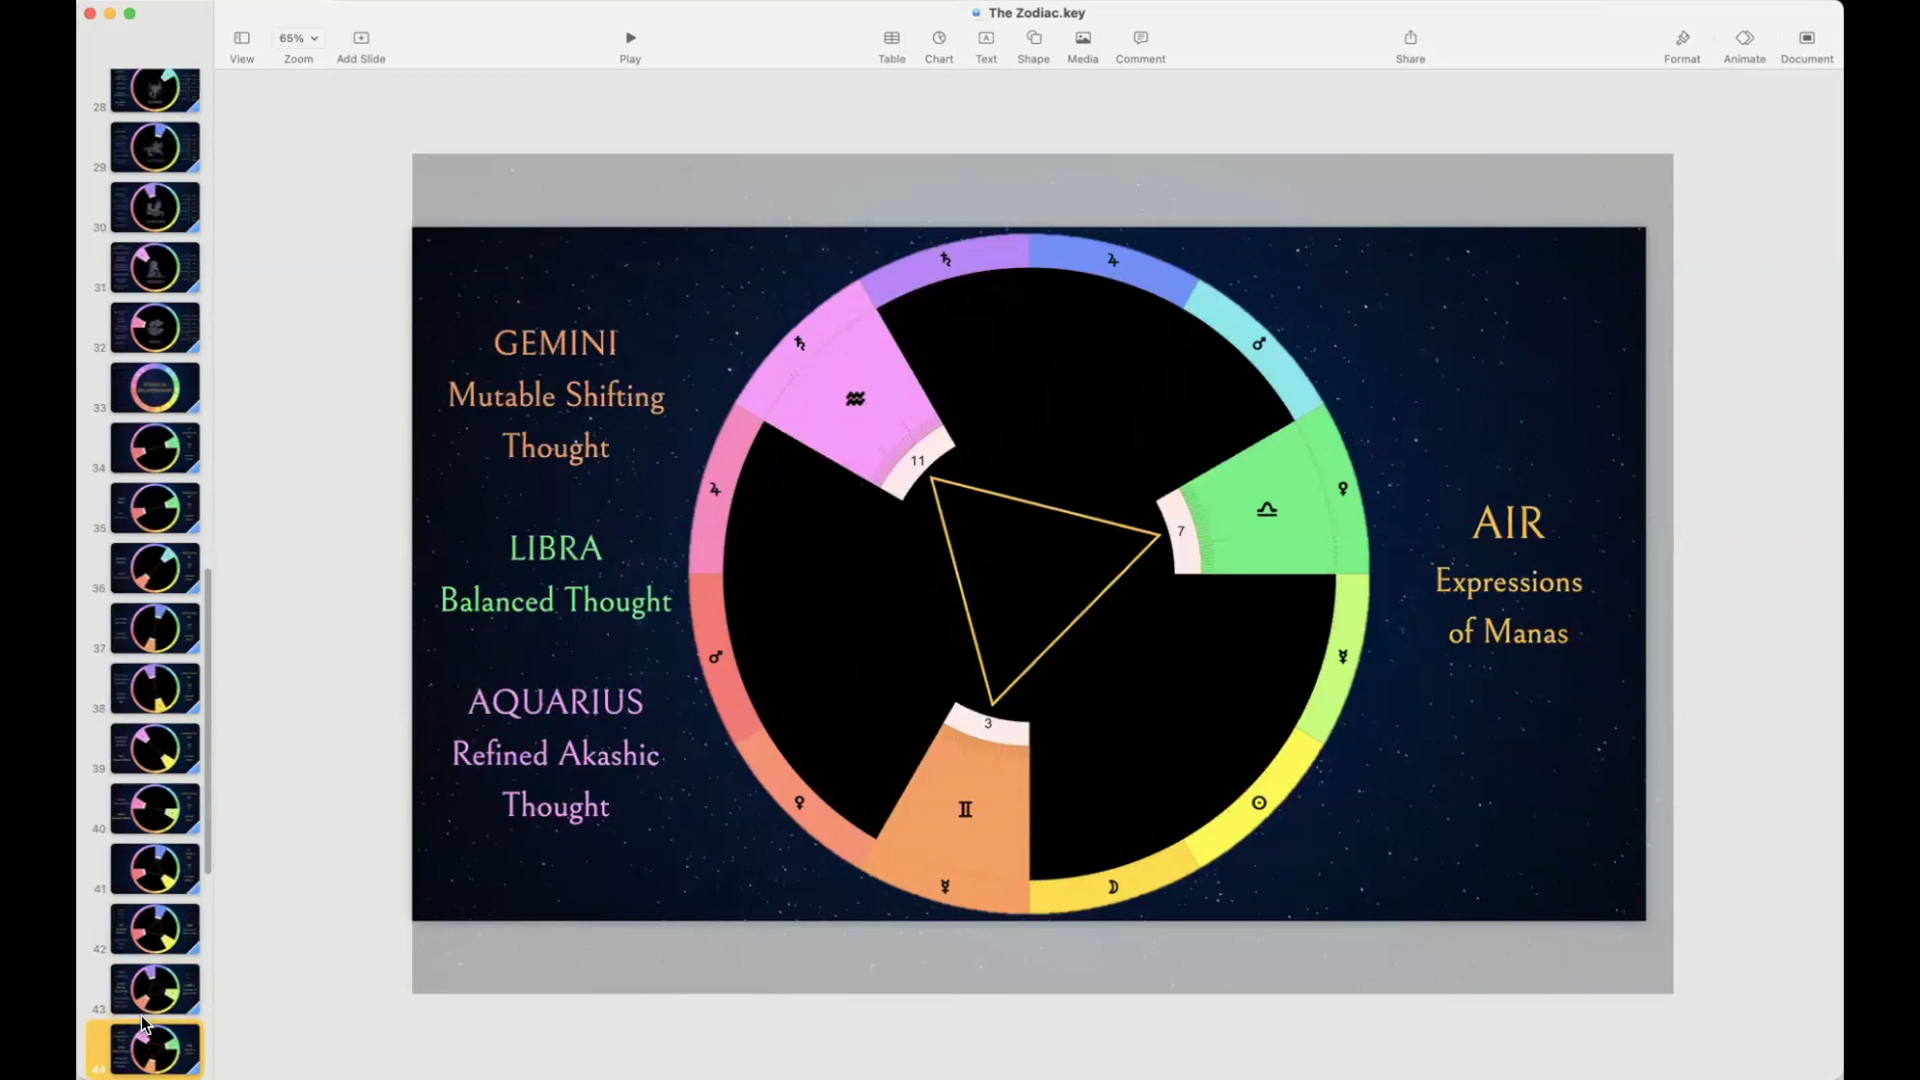 The Zodiac.key
65%
View
Zoom
Add Slide
Play
Table
Chart
Text
Shape
Media
Comment
Share
Format
Animate
Document
28
29
30
31
32
33
34
35
36
37
38
39
40
41
42
43
44
GEMINI
Mutable Shifting
Thought
LIBRA
Balanced Thought
AQUARIUS
Refined Akashic
Thought
♄
♃
♄
♂
♒
11
♃
♀
♎
7
♂
☿
3
♀
♊
☉
☿
☽
AIR
Expressions
of Manas